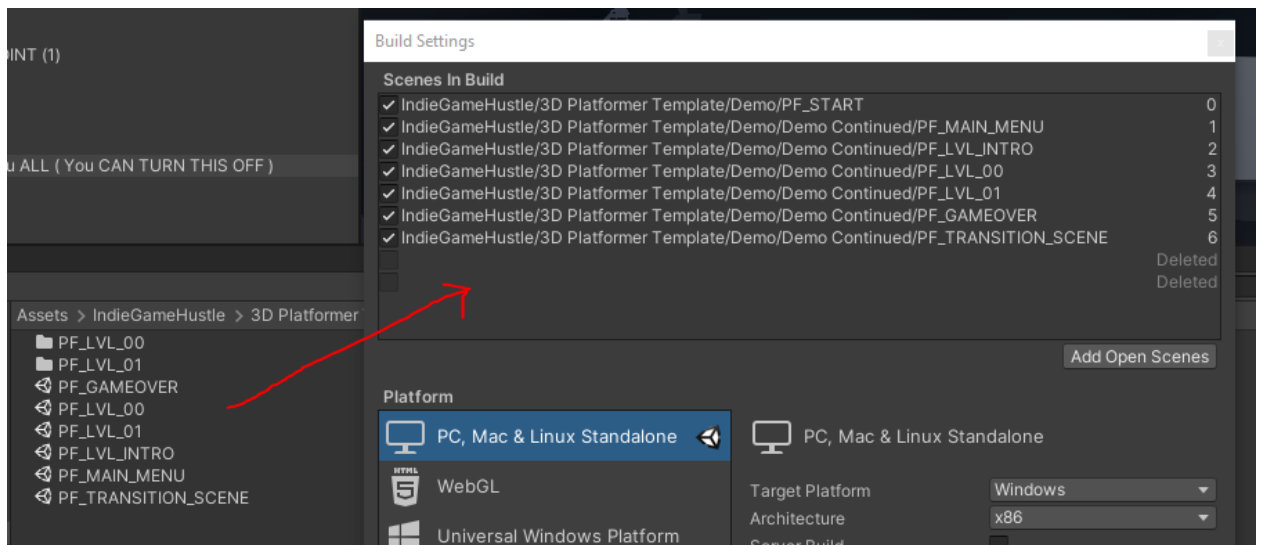 INT (1)
u ALL ( You CAN TURN THIS OFF )
Assets > IndieGameHustle > 3D Platformer
PF_LVL_00
PF_LVL_01
PF_GAMEOVER
PF_LVL_00
PF_LVL_01
PF_LVL_INTRO
PF_MAIN_MENU
PF_TRANSITION_SCENE
Build Settings
x
Scenes In Build
IndieGameHustle/3D Platformer Template/Demo/PF_START 0
IndieGameHustle/3D Platformer Template/Demo/Demo Continued/PF_MAIN_MENU 1
IndieGameHustle/3D Platformer Template/Demo/Demo Continued/PF_LVL_INTRO 2
IndieGameHustle/3D Platformer Template/Demo/Demo Continued/PF_LVL_00 3
IndieGameHustle/3D Platformer Template/Demo/Demo Continued/PF_LVL_01 4
IndieGameHustle/3D Platformer Template/Demo/Demo Continued/PF_GAMEOVER 5
IndieGameHustle/3D Platformer Template/Demo/Demo Continued/PF_TRANSITION_SCENE 6
Deleted
Deleted
Add Open Scenes
Platform
PC, Mac & Linux Standalone
HTML
5
WebGL
Universal Windows Platform
PC, Mac & Linux Standalone
Target Platform Windows
Architecture x86
Server Build